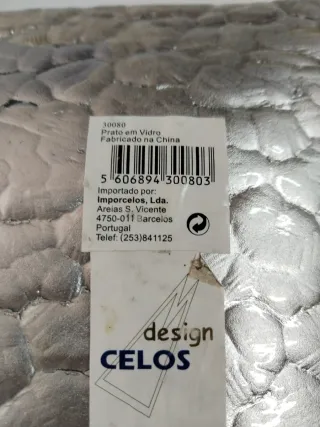 30080
Prato em Vidro
Fabricado na China
5 606894 300803
Importado por:
Imporcelos, Lda.
Areias S. Vicente
4750-011 Barcelos
Portugal
Telef: (253)841125
design
CELOS